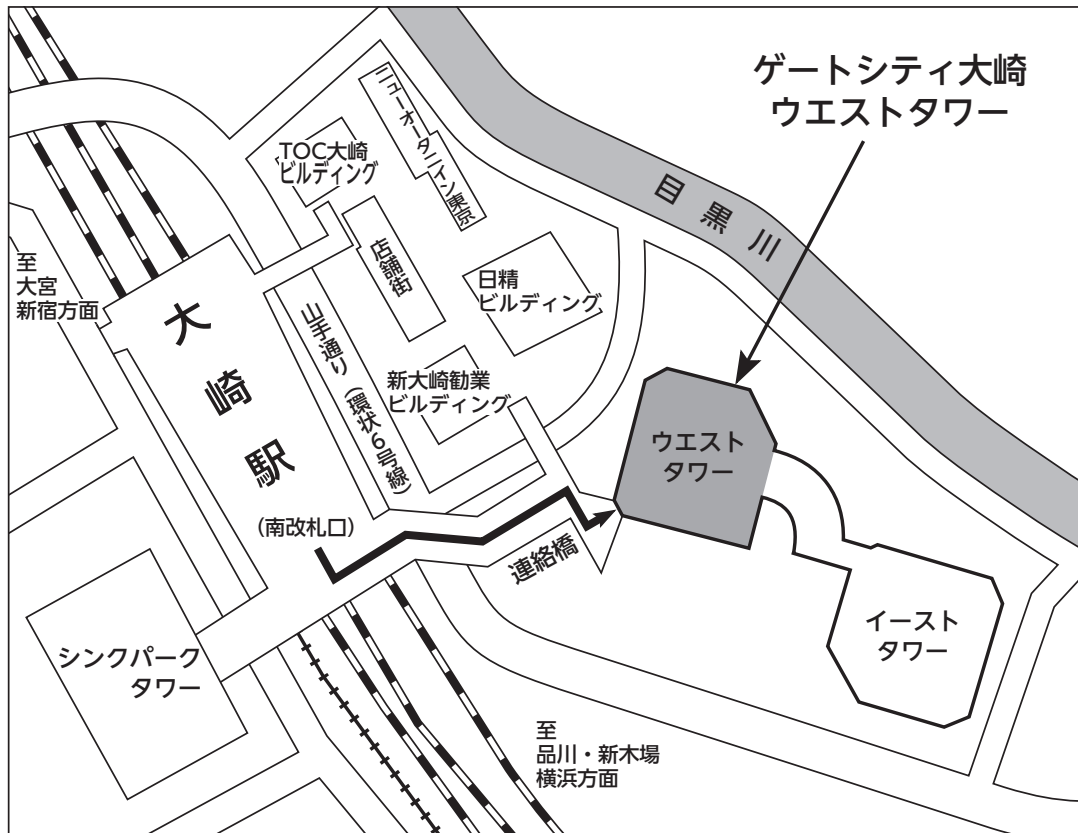 ゲートシティ大崎
ウエストタワー
ニューオータニイン東京
TOC大崎
ビルディング
目黒川
店舗街
日精
ビルディング
至
大宮
新宿方面
大崎駅
山手通り(環状6号線)
新大崎勧業
ビルディング
ウエスト
タワー
(南改札口)
連絡橋
イースト
タワー
シンクパーク
タワー
至
品川・新木場
横浜方面